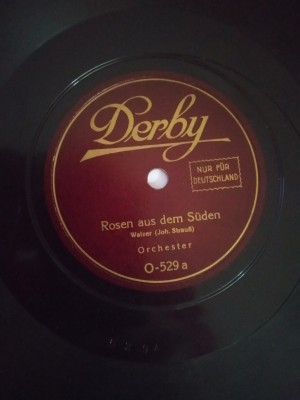 Derby
NUR FÜR
DEUTSCHLAND
Rosen aus dem Süden
Walzer (Joh. Strauß)
Orchester
O-529 a